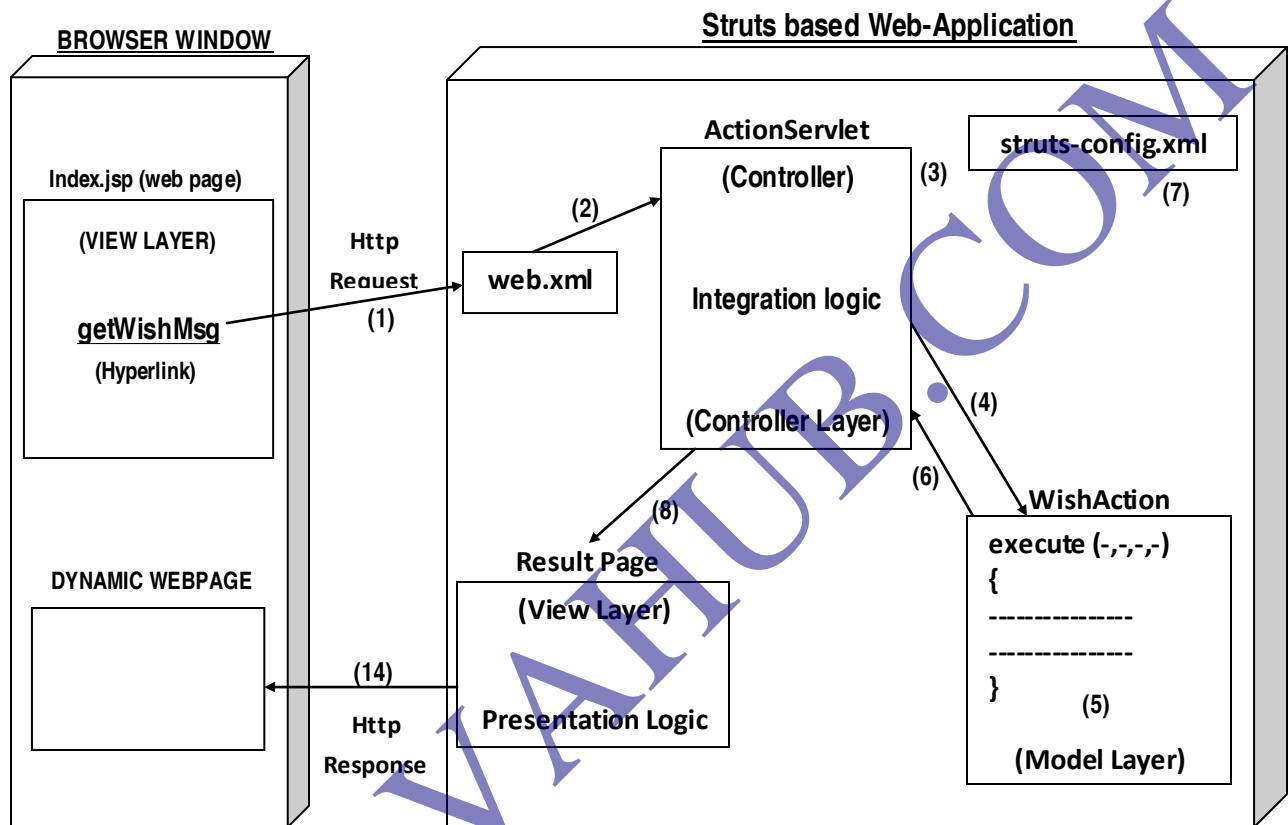 BROWSER WINDOW
Struts based Web-Application
Index.jsp (web page)
(VIEW LAYER)
getWishMsg
(Hyperlink)
Http
Request
(1)
web.xml
(2)
ActionServlet
(Controller)
Integration logic
(Controller Layer)
(3)
struts-config.xml
(7)
(4)
(6)
WishAction
execute (-,-,-,-)
{
----------------
----------------
}
(5)
(Model Layer)
(8)
Result Page
(View Layer)
Presentation Logic
DYNAMIC WEBPAGE
(14)
Http
Response
VAHUB.COM